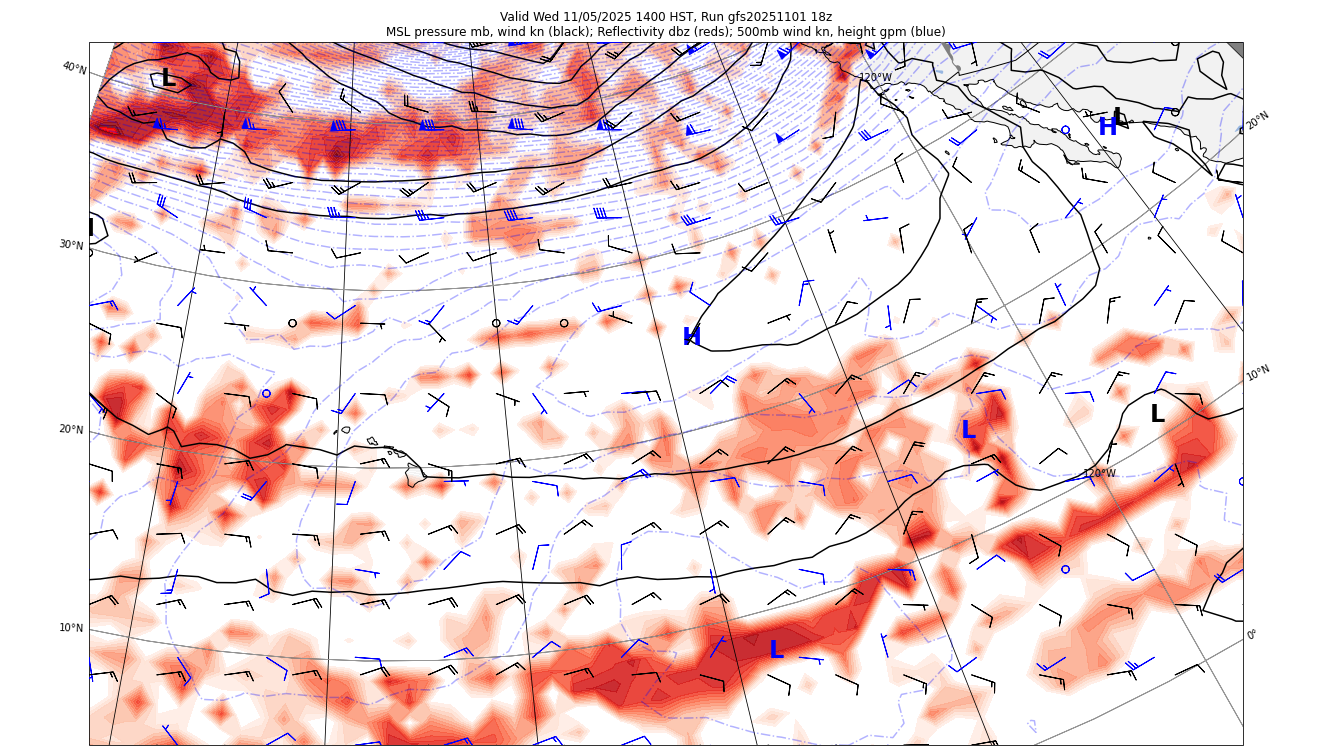 Valid Wed 11/05/2025 1400 HST, Run gfs20251101 18z
MSL pressure mb, wind kn (black); Reflectivity dbz (reds); 500mb wind kn, height gpm (blue)
40°N
L
120°W
L
H
20°N
30°N
H
10°N
20°N
L
L
120°W
10°N
0°
L